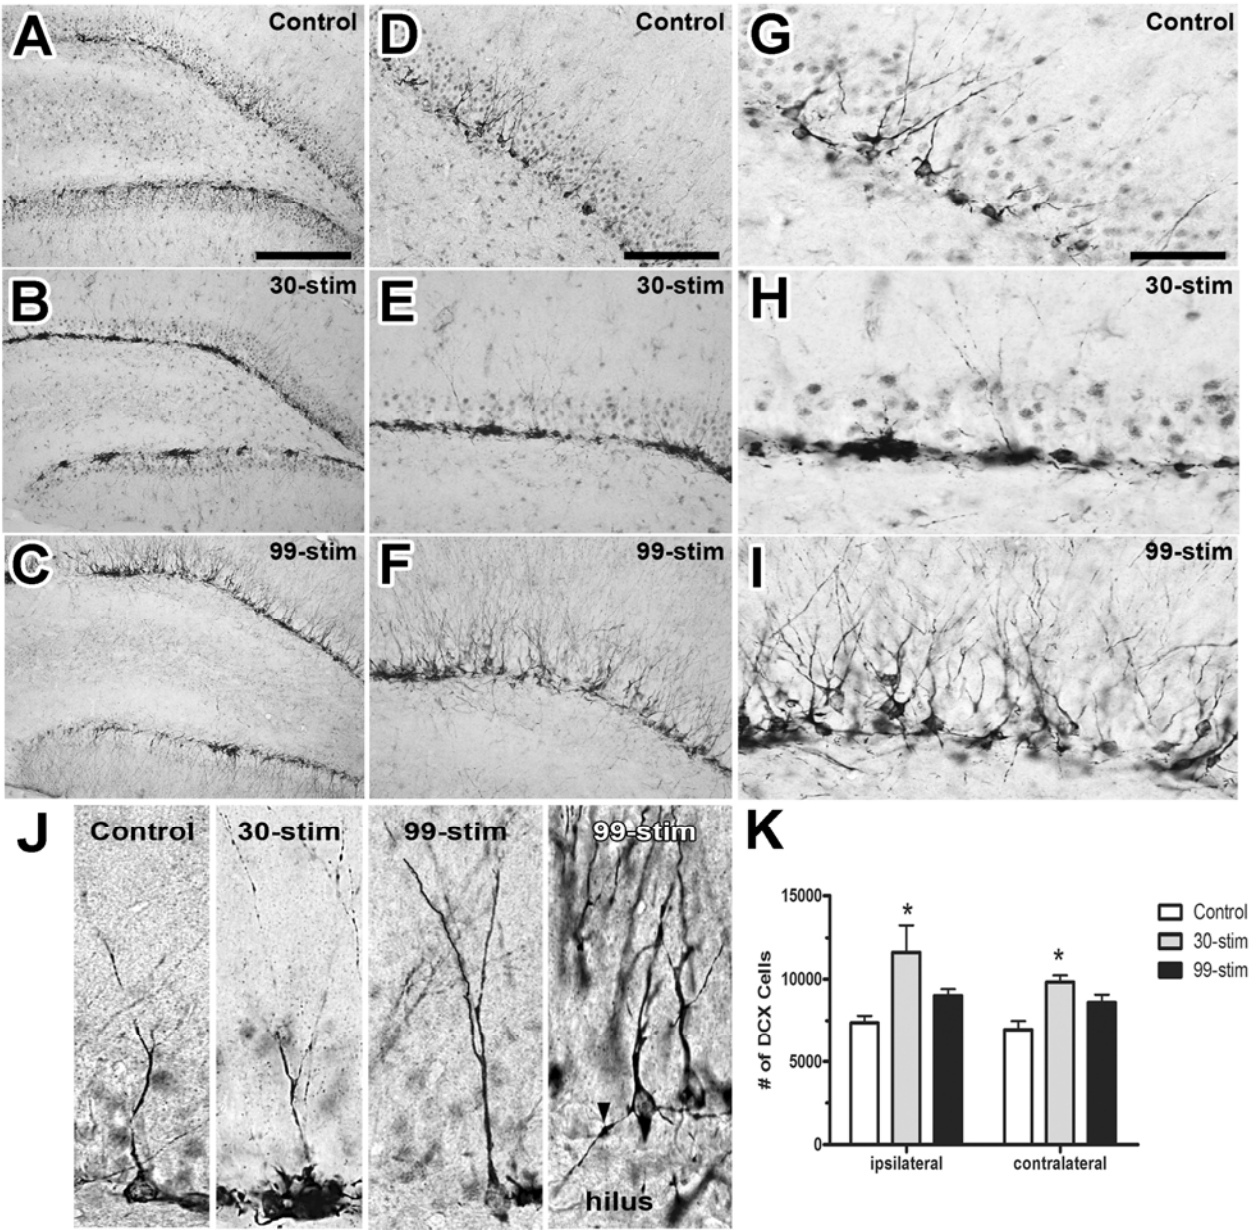 A Control
D Control
G Control
B 30-stim
E 30-stim
H 30-stim
C 99-stim
F 99-stim
I 99-stim
J Control 30-stim 99-stim 99-stim
hilus
K
15000
10000
5000
0
# of DCX Cells
* *
ipsilateral contralateral
Control
30-stim
99-stim